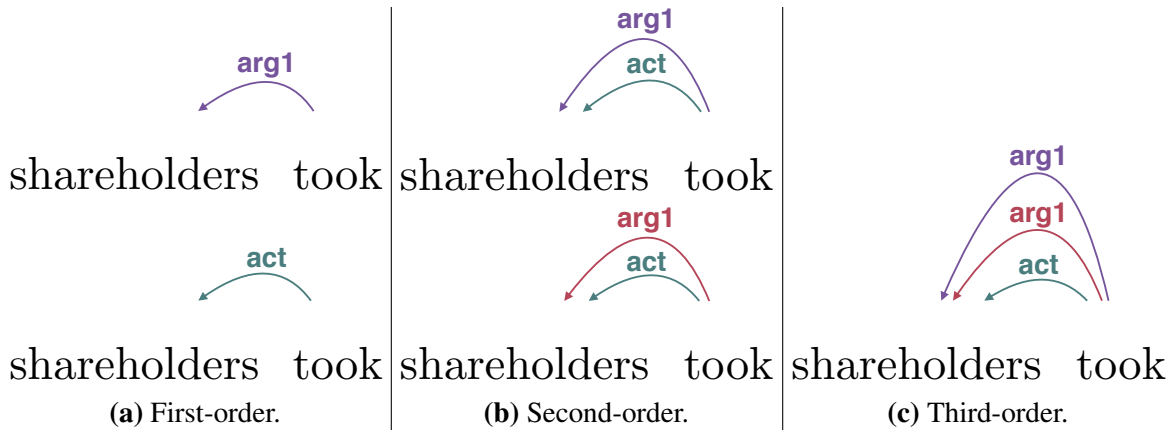 arg1
shareholders took
act
shareholders took
(a) First-order.
arg1
act
shareholders took
arg1
act
shareholders took
(b) Second-order.
arg1
arg1
act
shareholders took
(c) Third-order.